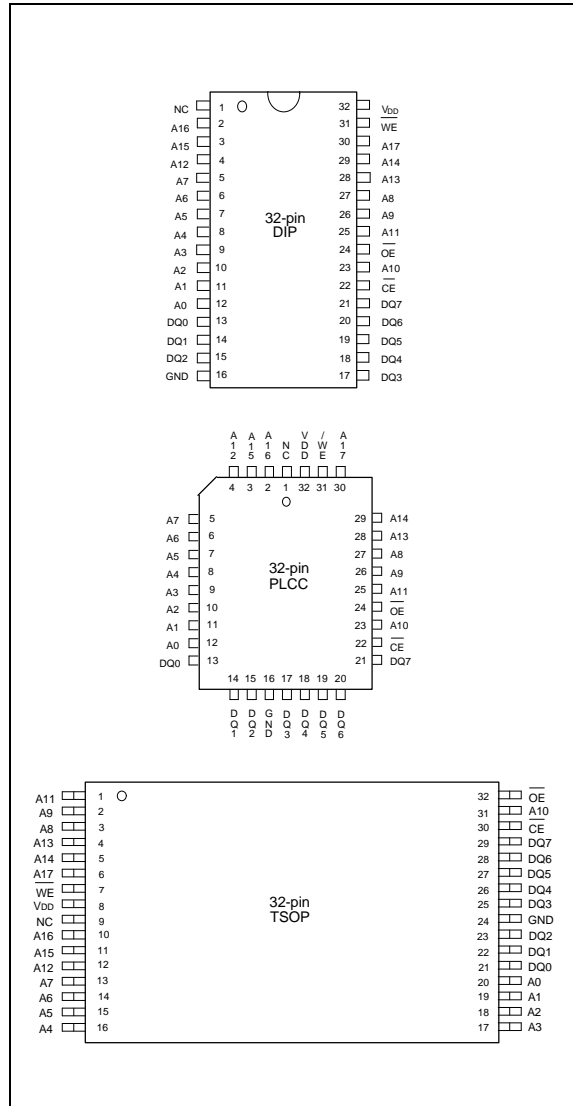 NC 1 32 VDD
A16 2 31 WE
A15 3 30 A17
A12 4 29 A14
A7 5 28 A13
A6 6 27 A8
A5 7 26 A9
A4 8 25 A11
A3 9 24 OE
A2 10 23 A10
A1 11 22 CE
A0 12 21 DQ7
DQ0 13 20 DQ6
DQ1 14 19 DQ5
DQ2 15 18 DQ4
GND 16 17 DQ3
32-pin
DIP
A12 A15 A16 NC VDD /WE A17
4 3 2 1 32 31 30
A7 5 29 A14
A6 6 28 A13
A5 7 27 A8
A4 8 26 A9
A3 9 25 A11
A2 10 24 OE
A1 11 23 A10
A0 12 22 CE
DQ0 13 21 DQ7
32-pin
PLCC
14 15 16 17 18 19 20
DQ1 DQ2 GND DQ3 DQ4 DQ5 DQ6
A11 1 32 OE
A9 2 31 A10
A8 3 30 CE
A13 4 29 DQ7
A14 5 28 DQ6
A17 6 27 DQ5
WE 7 26 DQ4
VDD 8 25 DQ3
NC 9 24 GND
A16 10 23 DQ2
A15 11 22 DQ1
A12 12 21 DQ0
A7 13 20 A0
A6 14 19 A1
A5 15 18 A2
A4 16 17 A3
32-pin
TSOP